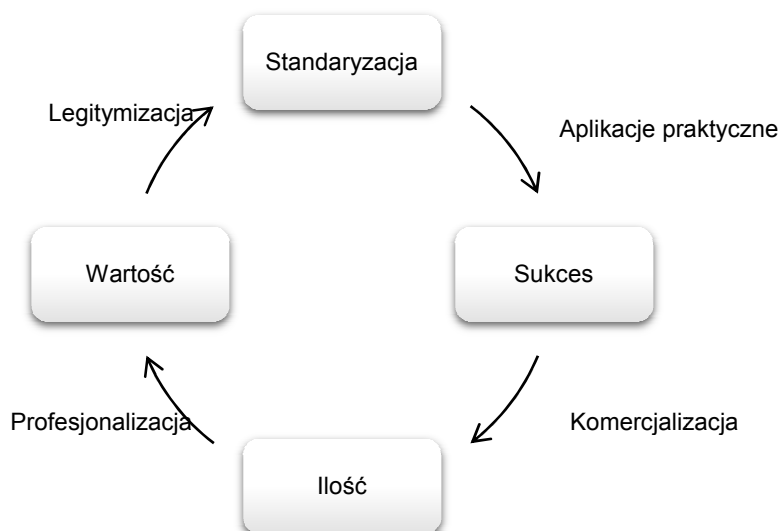 Standaryzacja
Legitymizacja
Aplikacje praktyczne
Wartość
Sukces
Profesjonalizacja
Komercjalizacja
Ilość